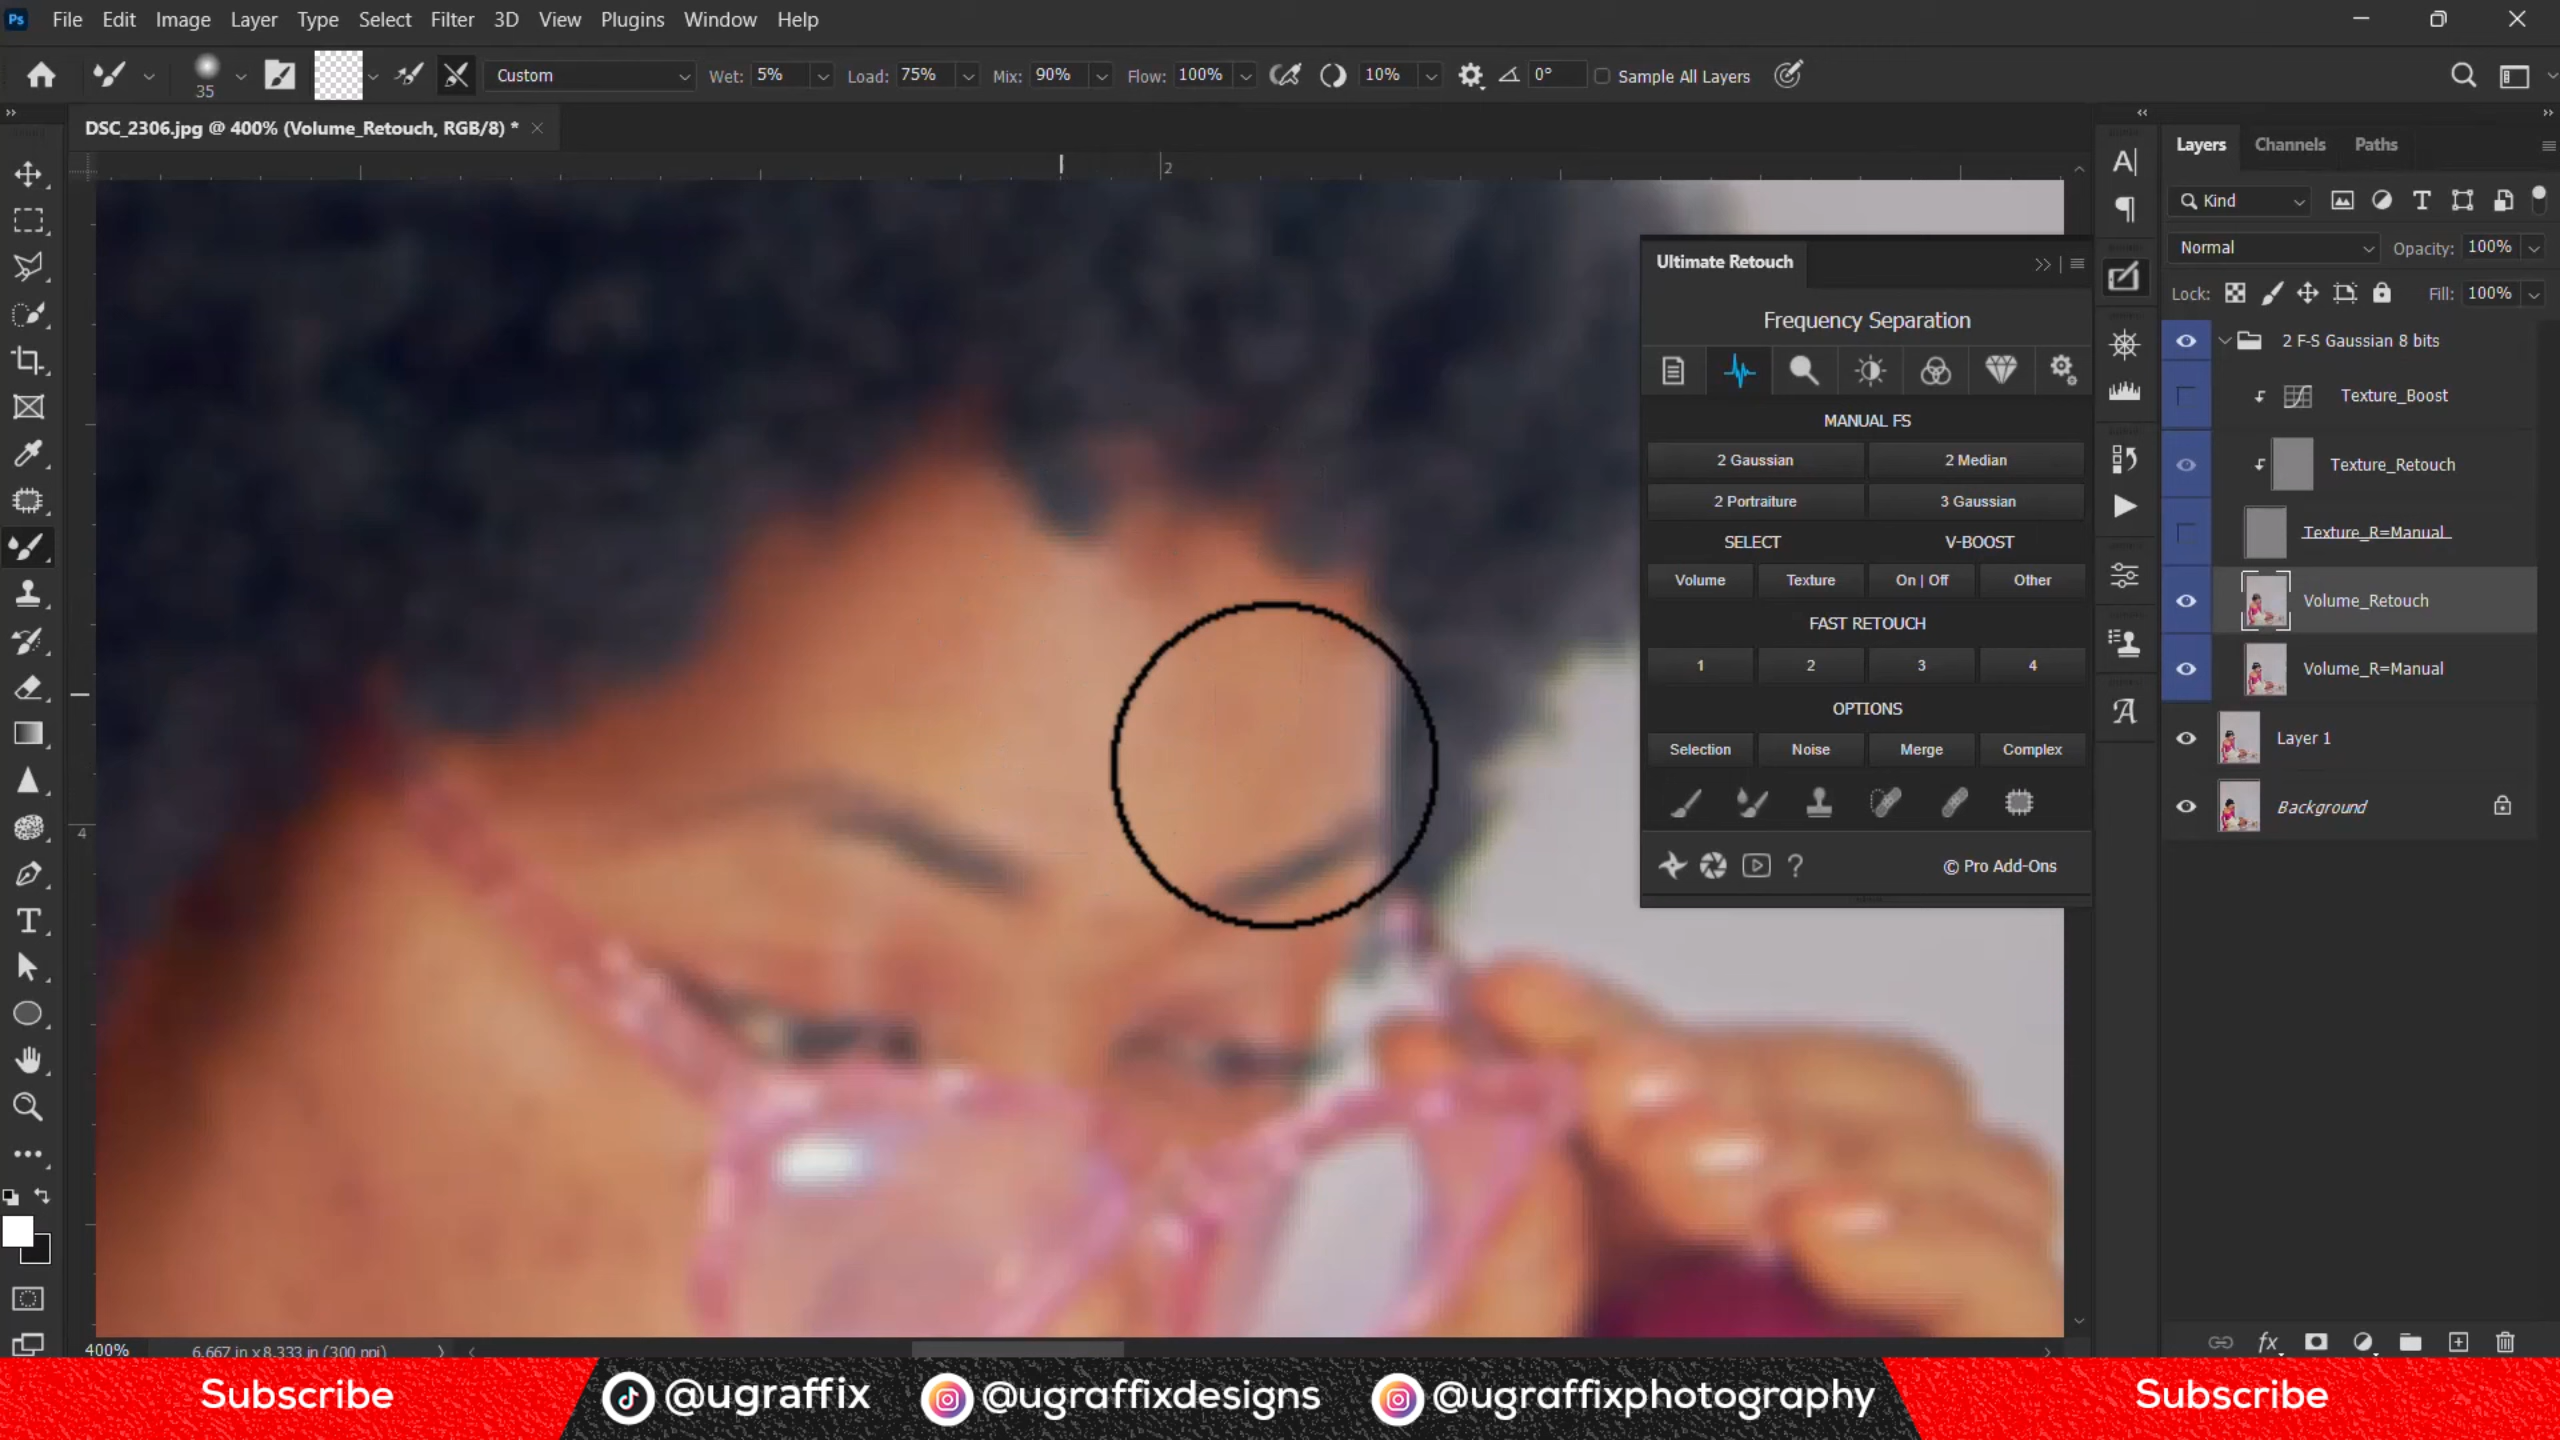 Ps File Edit Image Layer Select Type Filter 3D View Plugins Window Help
35 Custom Wet: 5% Load: 75% Mix: 90% Flow: 100% 10% 0° Sample All Layers
DSC_2306.jpg @ 400% (Volume_Retouch, RGB/8) *
2
4
Ultimate Retouch
Frequency Separation
MANUAL FS
2 Gaussian 2 Median
2 Portraiture 3 Gaussian
SELECT V-BOOST
Volume Texture On | Off Other
FAST RETOUCH
1 2 3 4
OPTIONS
Selection Noise Merge Complex
? © Pro Add-Ons
Layers Channels Paths
Kind
Normal Opacity: 100%
Lock: Fill: 100%
2 F-S Gaussian 8 bits
Texture_Boost
Texture_Retouch
Texture_R=Manual
Volume_Retouch
Volume_R=Manual
Layer 1
Background
fx
400% 6.667 in x 8.333 in (300 ppi)
Subscribe @ugraffix @ugraffixdesigns @ugraffixphotography Subscribe